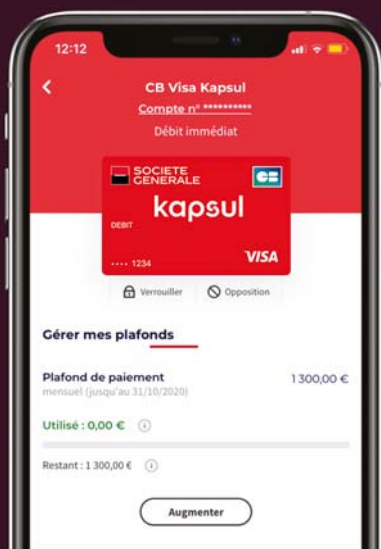 12:12
CB Visa Kapsul
Compte n° **********
Débit immédiat
SOCIETE
GENERALE
CB
kapsul
DEBIT
•••• 1234
VISA
Verrouiller
Opposition
Gérer mes plafonds
Plafond de paiement
1 300,00 €
mensuel (jusqu'au 31/10/2020)
Utilisé : 0,00 €
Restant : 1 300,00 €
Augmenter